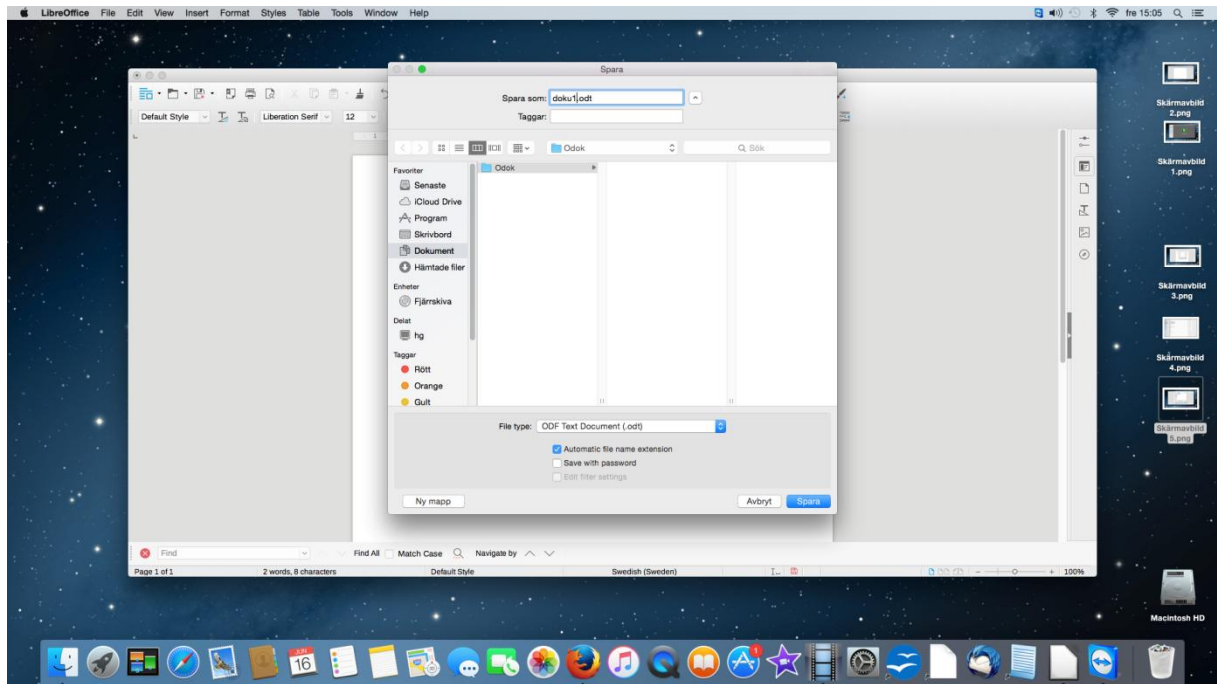 LibreOffice File Edit View Insert Format Styles Table Tools Window Help fre 15:05
Spara
Spara som: doku1.odt
Taggar:
Default Style Liberation Serif 12
Odok Sök
Favoriter
Senaste
iCloud Drive
Program
Skrivbord
Dokument
Hämtade filer
Enheter
Fjärrskiva
Delat
hg
Taggar
Rött
Orange
Gult
Odok
File type: ODF Text Document (.odt)
Automatic file name extension
Save with password
Edit filter settings
Ny mapp Avbryt Spara
Find Find All Match Case Navigate by
Page 1 of 1 2 words, 8 characters Default Style Swedish (Sweden) 100%
Skärmavbild
2.png
Skärmavbild
1.png
Skärmavbild
3.png
Skärmavbild
4.png
Skärmavbild
5.png
Macintosh HD
JUN
16